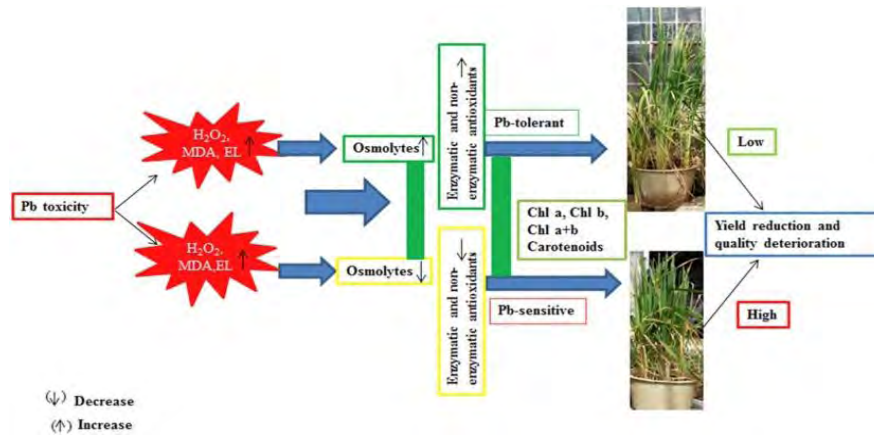 Pb toxicity
H₂O₂,
MDA, EL ↑
H₂O₂,
MDA,EL ↑
Osmolytes ↑
Osmolytes ↓
Enzymatic and non-
enzymatic antioxidants ↑
Enzymatic and non-
enzymatic antioxidants ↓
Pb-tolerant
Chl a, Chl b,
Chl a+b
Carotenoids
Pb-sensitive
Low
Yield reduction and
quality deterioration
High
(↓) Decrease
(↑) Increase